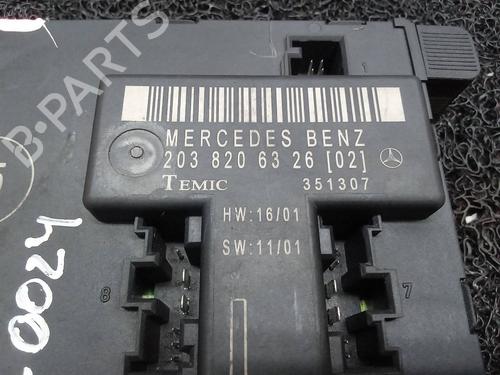 B-PARTS
MERCEDES BENZ
203 820 63 26 [02]
TEMIC 351307
HW:16/01
SW:11/01
8
7
0024